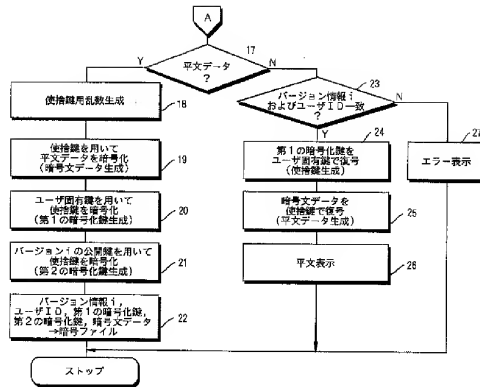 A
17
平文データ
?
Y
N
使捨鍵用乱数生成
18
使捨鍵を用いて
平文データを暗号化
(暗号文データ生成)
19
ユーザ固有鍵を用いて
使捨鍵を暗号化
(第1の暗号化鍵生成)
20
バージョンiの公開鍵を用いて
使捨鍵を暗号化
(第2の暗号化鍵生成)
21
バージョン情報i,
ユーザID,第1の暗号化鍵,
第2の暗号化鍵,暗号文データ
→暗号ファイル
22
ストップ
23
バージョン情報i
およびユーザID一致
?
N
Y
24
第1の暗号化鍵を
ユーザ固有鍵で復号
(使捨鍵生成)
暗号文データを
使捨鍵で復号
(平文データ生成)
25
平文表示
26
27
エラー表示